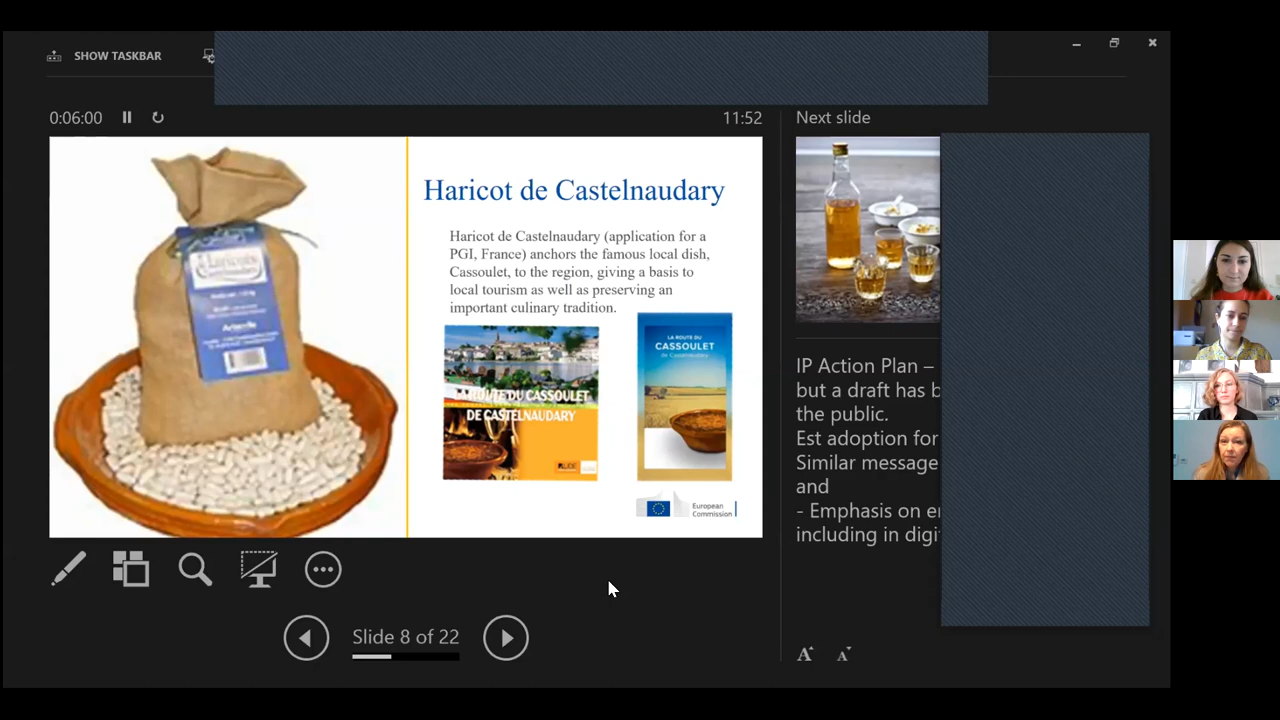 SHOW TASKBAR
0:06:00
11:52
Next slide
Haricot de Castelnaudary
Haricot de Castelnaudary (application for a
PGI, France) anchors the famous local dish,
Cassoulet, to the region, giving a basis to
local tourism as well as preserving an
important culinary tradition.
LA ROUTE DU CASSOULET
DE CASTELNAUDARY
LA ROUTE DU
CASSOULET
de Castelnaudary
European
Commission
IP Action Plan –
but a draft has b
the public.
Est adoption for
Similar message
and
- Emphasis on e
including in digi
Slide 8 of 22
A
A